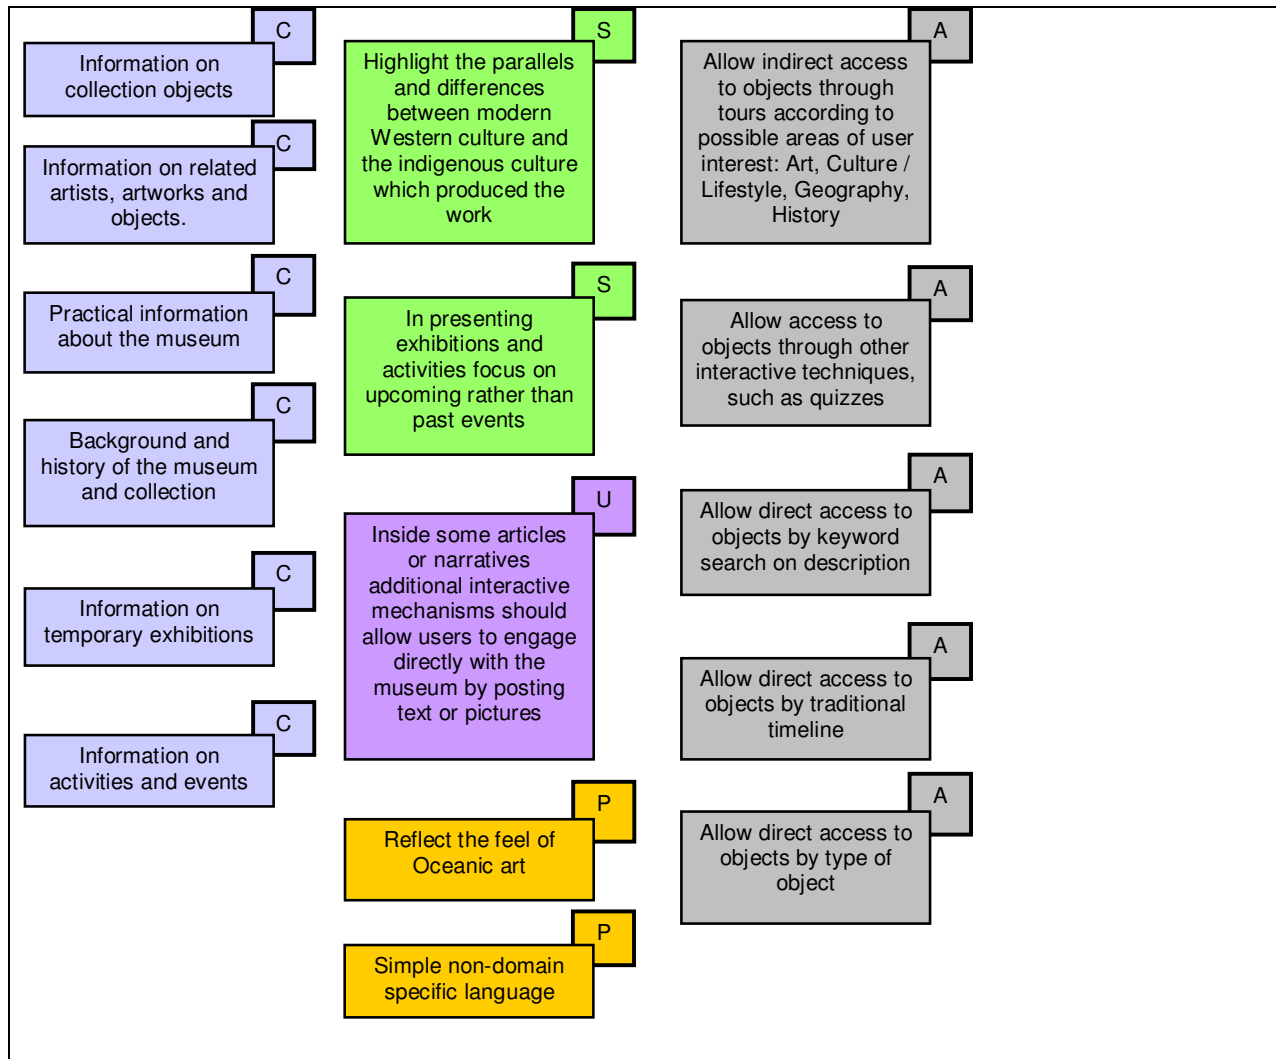 C
Information on
collection objects
C
Information on related
artists, artworks and
objects.
C
Practical information
about the museum
C
Background and
history of the museum
and collection
C
Information on
temporary exhibitions
C
Information on
activities and events
S
Highlight the parallels
and differences
between modern
Western culture and
the indigenous culture
which produced the
work
S
In presenting
exhibitions and
activities focus on
upcoming rather than
past events
U
Inside some articles
or narratives
additional interactive
mechanisms should
allow users to engage
directly with the
museum by posting
text or pictures
P
Reflect the feel of
Oceanic art
P
Simple non-domain
specific language
A
Allow indirect access
to objects through
tours according to
possible areas of user
interest: Art, Culture /
Lifestyle, Geography,
History
A
Allow access to
objects through other
interactive techniques,
such as quizzes
A
Allow direct access to
objects by keyword
search on description
A
Allow direct access to
objects by traditional
timeline
A
Allow direct access to
objects by type of
object